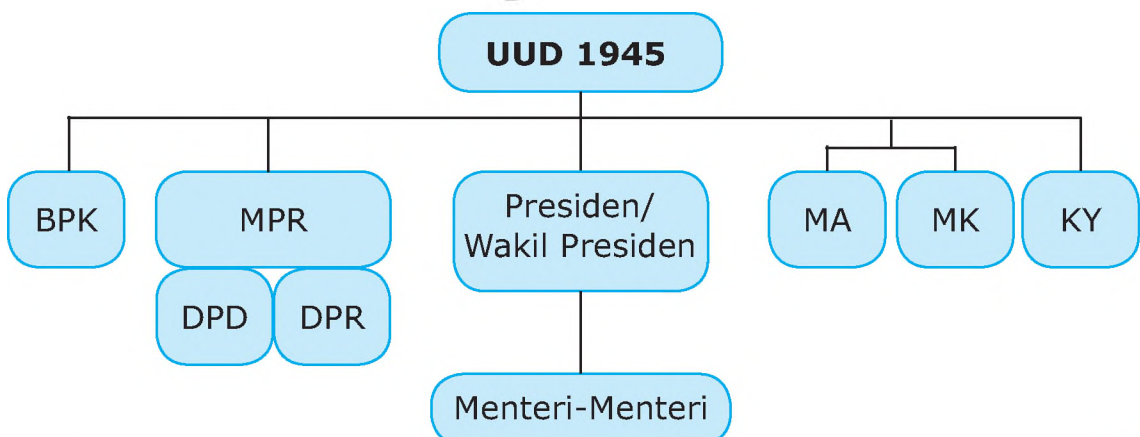 UUD 1945
BPK
MPR
Presiden/
Wakil Presiden
MA
MK
KY
DPD
DPR
Menteri-Menteri